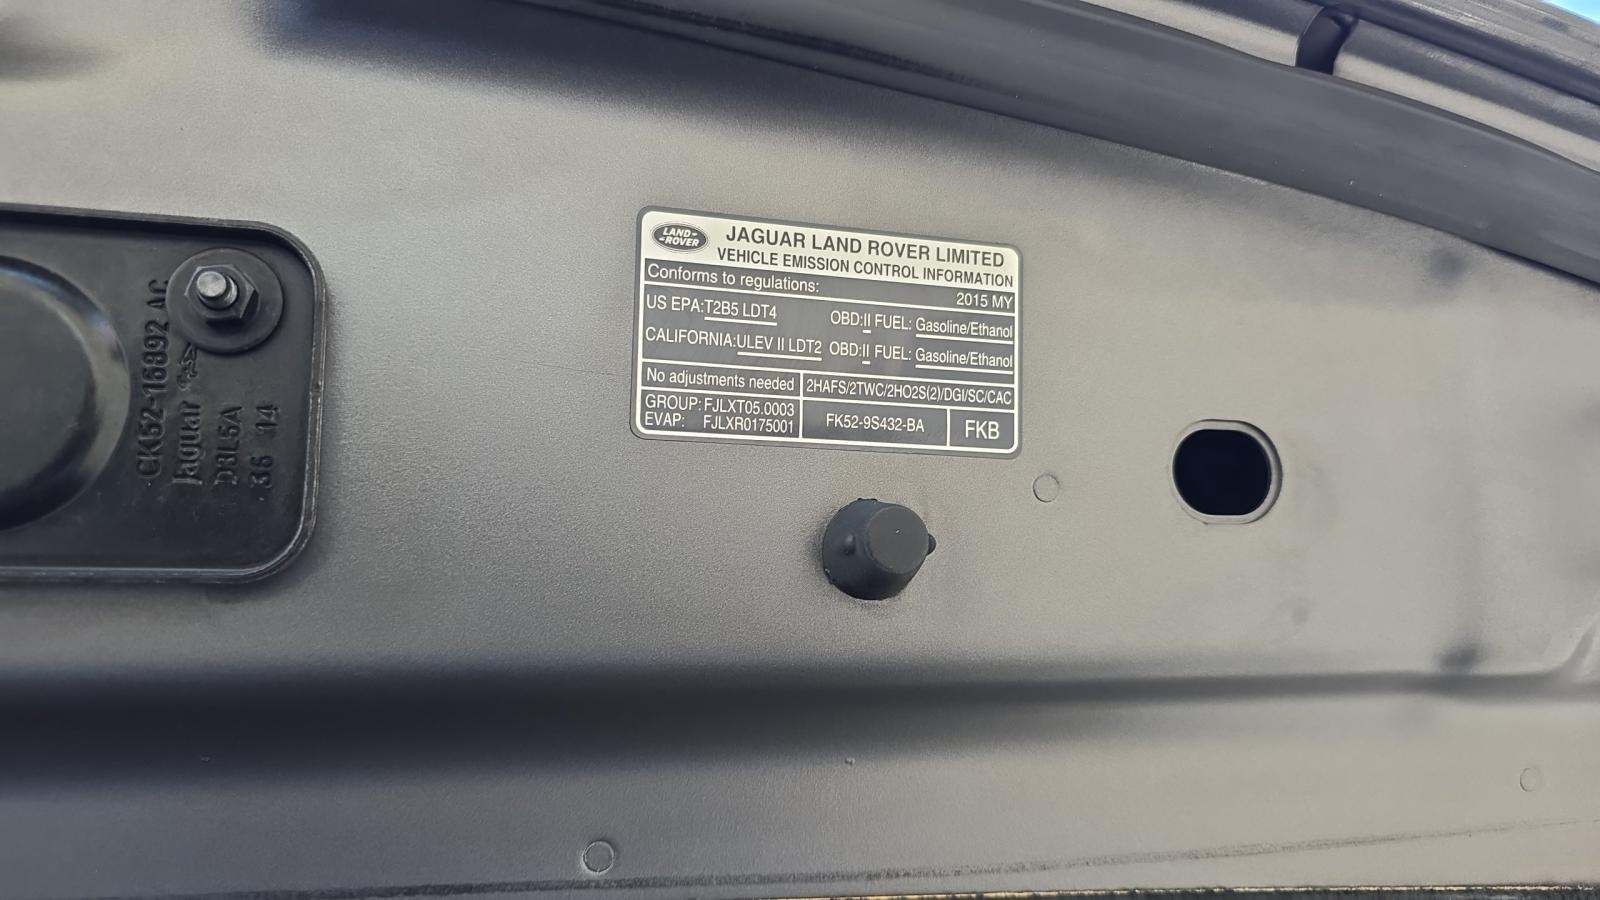 LAND-
-ROVER
JAGUAR LAND ROVER LIMITED
VEHICLE EMISSION CONTROL INFORMATION
Conforms to regulations:
2015 MY
US EPA:T2B5 LDT4 OBD:II FUEL: Gasoline/Ethanol
CALIFORNIA:ULEV II LDT2 OBD:II FUEL: Gasoline/Ethanol
No adjustments needed 2HAFS/2TWC/2HO2S(2)/DGI/SC/CAC
GROUP: FJLXT05.0003
EVAP: FJLXR0175001
FK52-9S432-BA
FKB
CK52-16892 AC
Jaguar
36 14